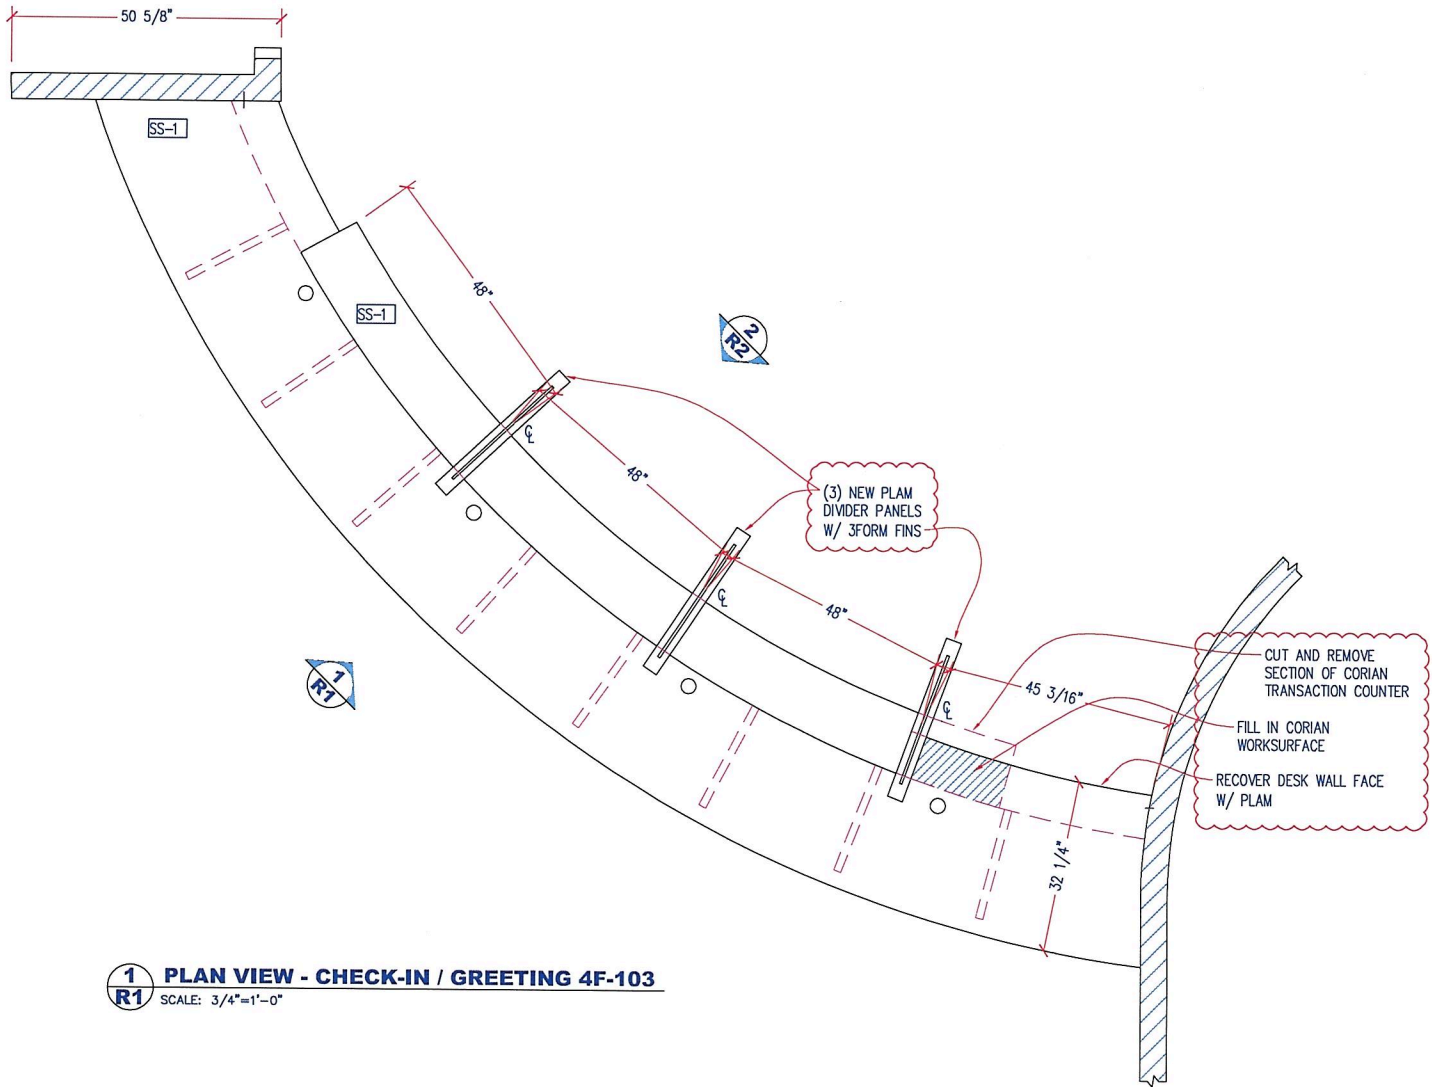 50 5/8"
SS-1
48"
SS-1
2
R2
℄
48"
(3) NEW PLAM
DIVIDER PANELS
W/ 3FORM FINS
℄
48"
1
R1
CUT AND REMOVE
SECTION OF CORIAN
TRANSACTION COUNTER
45 3/16"
℄
FILL IN CORIAN
WORKSURFACE
RECOVER DESK WALL FACE
W/ PLAM
32 1/4"
1
R1
PLAN VIEW - CHECK-IN / GREETING 4F-103
SCALE: 3/4"=1'-0"